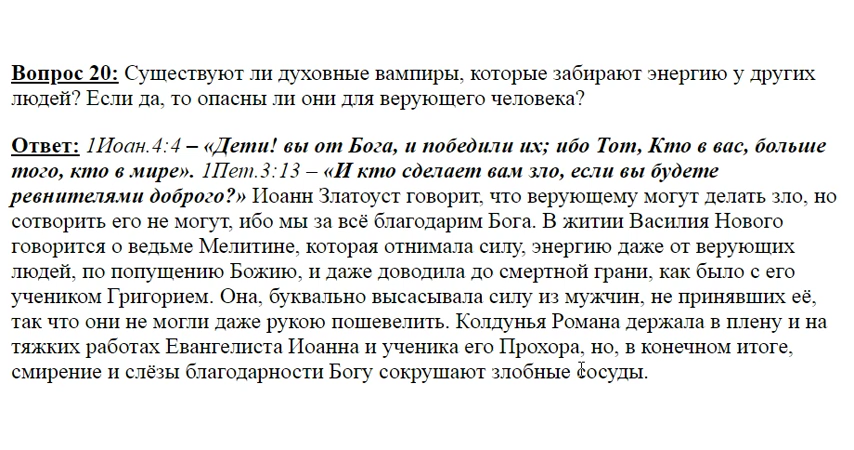 Вопрос 20: Существуют ли духовные вампиры, которые забирают энергию у других
людей? Если да, то опасны ли они для верующего человека?
Ответ: 1Иоан.4:4 – «Дети! вы от Бога, и победили их; ибо Тот, Кто в вас, больше
того, кто в мире». 1Пет.3:13 – «И кто сделает вам зло, если вы будете
ревнителями доброго?» Иоанн Златоуст говорит, что верующему могут делать зло, но
сотворить его не могут, ибо мы за всё благодарим Бога. В житии Василия Нового
говорится о ведьме Мелитине, которая отнимала силу, энергию даже от верующих
людей, по попущению Божию, и даже доводила до смертной грани, как было с его
учеником Григорием. Она, буквально высасывала силу из мужчин, не принявших её,
так что они не могли даже рукою пошевелить. Колдунья Романа держала в плену и на
тяжких работах Евангелиста Иоанна и ученика его Прохора, но, в конечном итоге,
смирение и слёзы благодарности Богу сокрушают злобные сосуды.